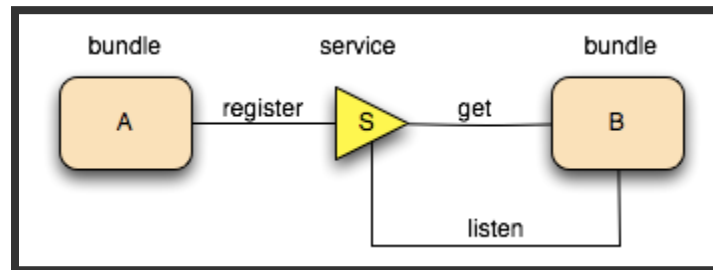 bundle
service
bundle
A
register
S
get
B
listen